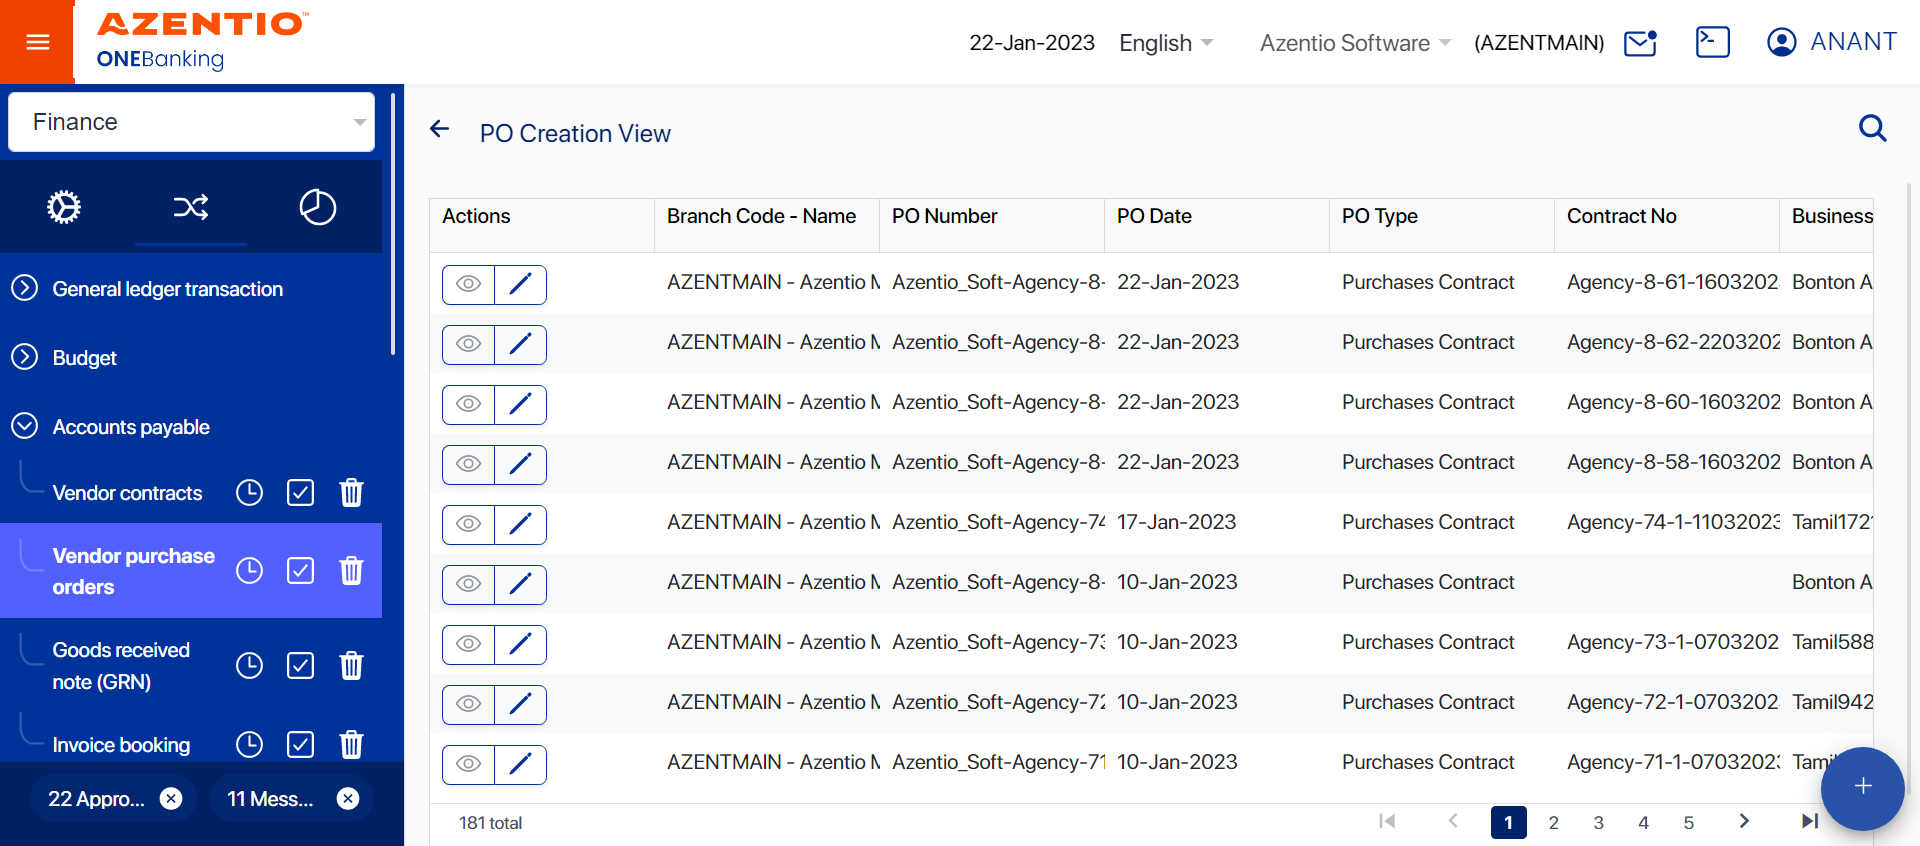 AZENTIO™
ONEBanking
22-Jan-2023 English Azentio Software (AZENTMAIN) ANANT
Finance
General ledger transaction
Budget
Accounts payable
Vendor contracts
Vendor purchase
orders
Goods received
note (GRN)
Invoice booking
22 Appro...
11 Mess...
PO Creation View
Actions Branch Code - Name PO Number PO Date PO Type Contract No Business
AZENTMAIN - Azentio Azentio_Soft-Agency-8- 22-Jan-2023 Purchases Contract Agency-8-61-1603202 Bonton A
AZENTMAIN - Azentio Azentio_Soft-Agency-8- 22-Jan-2023 Purchases Contract Agency-8-62-2203202 Bonton A
AZENTMAIN - Azentio Azentio_Soft-Agency-8- 22-Jan-2023 Purchases Contract Agency-8-60-1603202 Bonton A
AZENTMAIN - Azentio Azentio_Soft-Agency-8- 22-Jan-2023 Purchases Contract Agency-8-58-1603202 Bonton A
AZENTMAIN - Azentio Azentio_Soft-Agency-74 17-Jan-2023 Purchases Contract Agency-74-1-11032023 Tamil172
AZENTMAIN - Azentio Azentio_Soft-Agency-8- 10-Jan-2023 Purchases Contract Bonton A
AZENTMAIN - Azentio Azentio_Soft-Agency-73 10-Jan-2023 Purchases Contract Agency-73-1-0703202 Tamil588
AZENTMAIN - Azentio Azentio_Soft-Agency-72 10-Jan-2023 Purchases Contract Agency-72-1-0703202 Tamil942
AZENTMAIN - Azentio Azentio_Soft-Agency-71 10-Jan-2023 Purchases Contract Agency-71-1-0703202 Tami
181 total
1 2 3 4 5